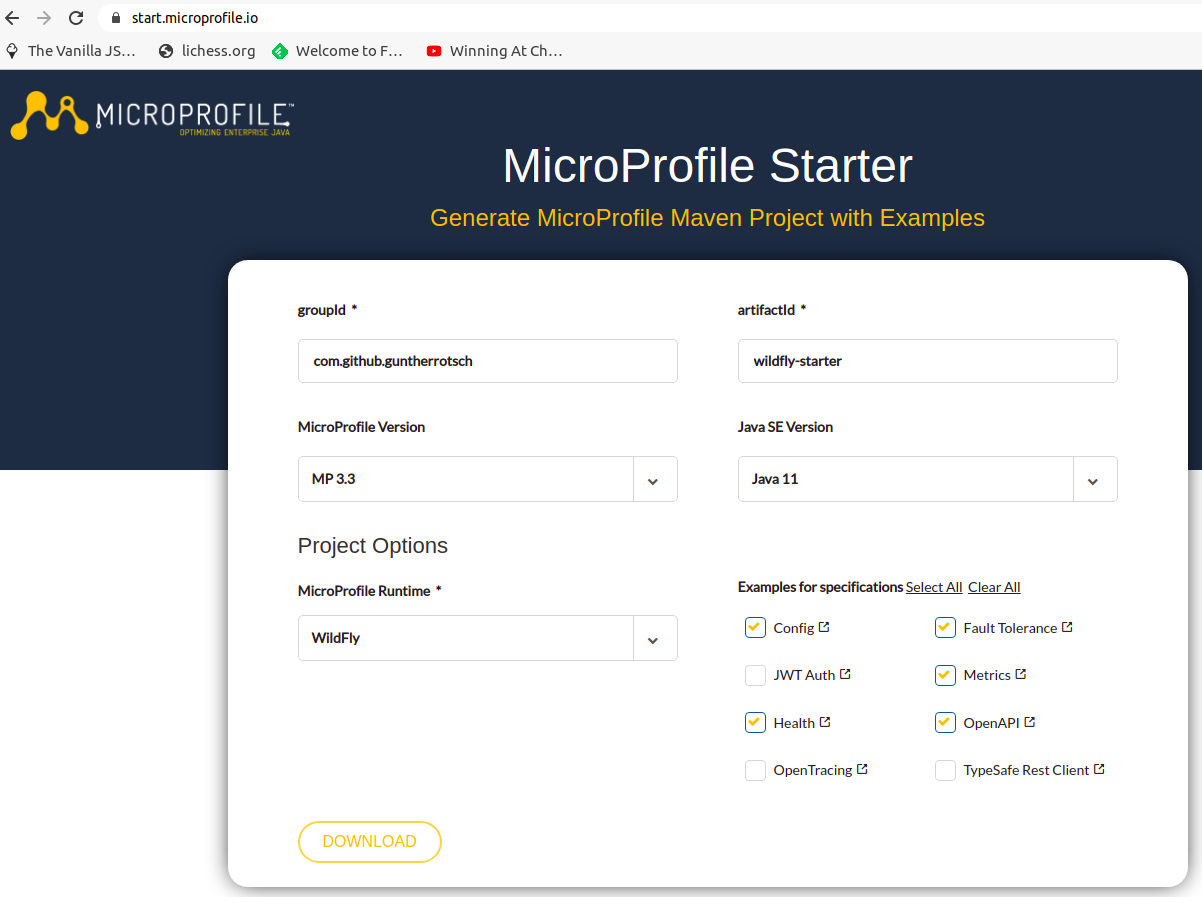 start.microprofile.io
The Vanilla JS... lichess.org Welcome to F... Winning At Ch...
MICROPROFILE™
OPTIMIZING ENTERPRISE JAVA
MicroProfile Starter
Generate MicroProfile Maven Project with Examples
groupId * artifactId *
com.github.guntherrotsch wildfly-starter
MicroProfile Version Java SE Version
MP 3.3 Java 11
Project Options
MicroProfile Runtime * Examples for specifications Select All Clear All
WildFly
Config Fault Tolerance
JWT Auth Metrics
Health OpenAPI
OpenTracing TypeSafe Rest Client
DOWNLOAD